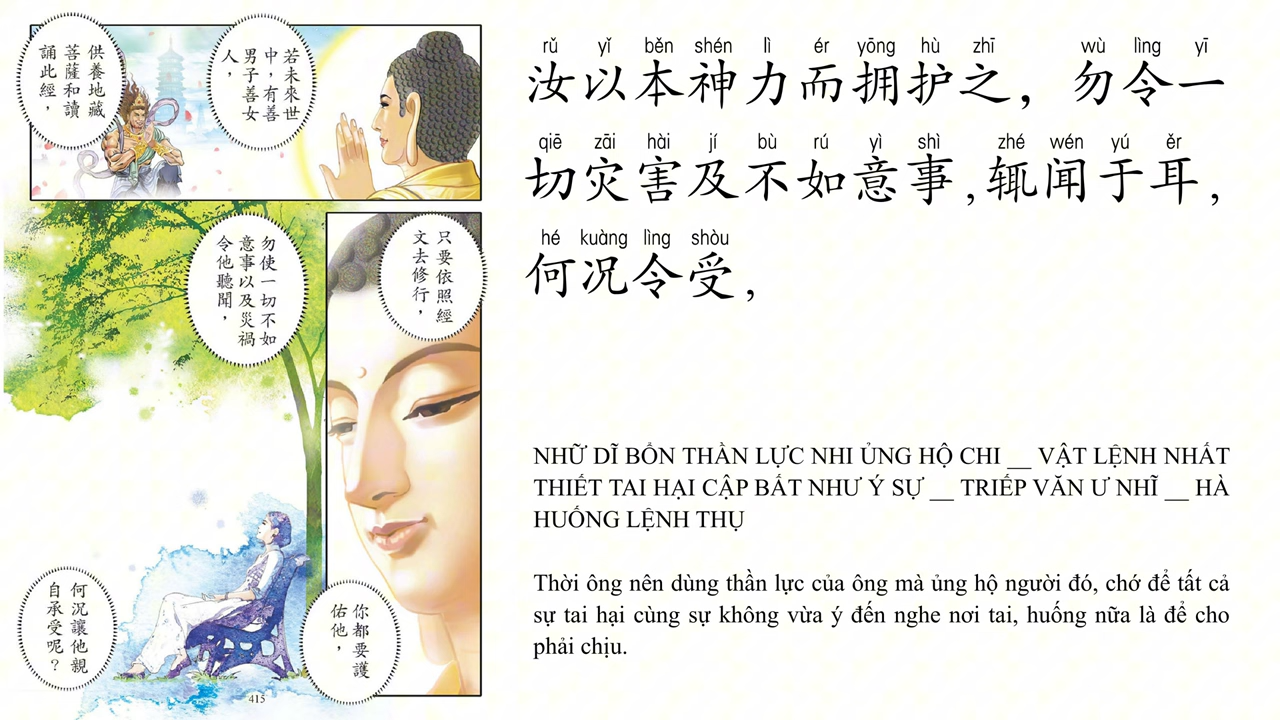 若未來世
中，有善
男子善女
人，
供養地藏
菩薩和讀
誦此經，
只要依照經
文去修行，
勿使一切不如
意事以及災禍
令他聽聞，
你都要護
佑他，
何況讓他親
自承受呢？
415
rǔ yǐ běn shén lì ér yōng hù zhī wù lìng yī
汝以本神力而拥护之，勿令一
qiē zāi hài jí bù rú yì shì zhé wén yú ěr
切灾害及不如意事,辄闻于耳,
hé kuàng lìng shòu
何况令受,
NHỮ DĨ BỔN THẦN LỰC NHI ỦNG HỘ CHI __ VẬT LỆNH NHẤT
THIẾT TAI HẠI CẬP BẤT NHƯ Ý SỰ __ TRIẾP VĂN Ư NHĨ __ HÀ
HUỐNG LỆNH THỤ
Thời ông nên dùng thần lực của ông mà ủng hộ người đó, chớ để tất cả
sự tai hại cùng sự không vừa ý đến nghe nơi tai, huống nữa là để cho
phải chịu.